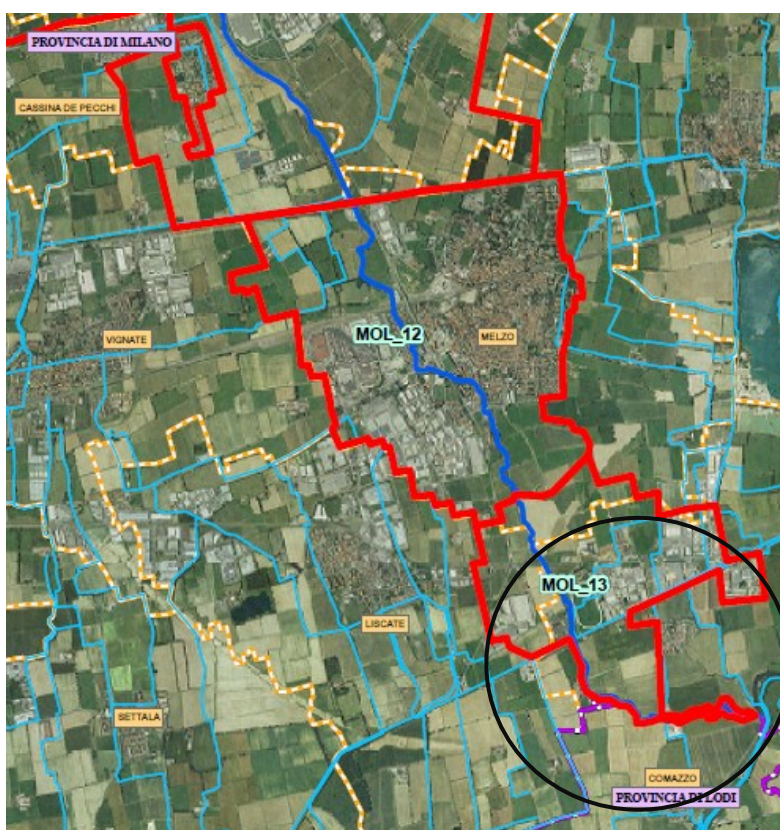 PROVINCIA DI MILANO
CASSINA DE PECCHI
MOL_12
VIGNATE
MELZO
MOL_13
LISCATE
SETTALA
COMAZZO
PROVINCIA DI LODI